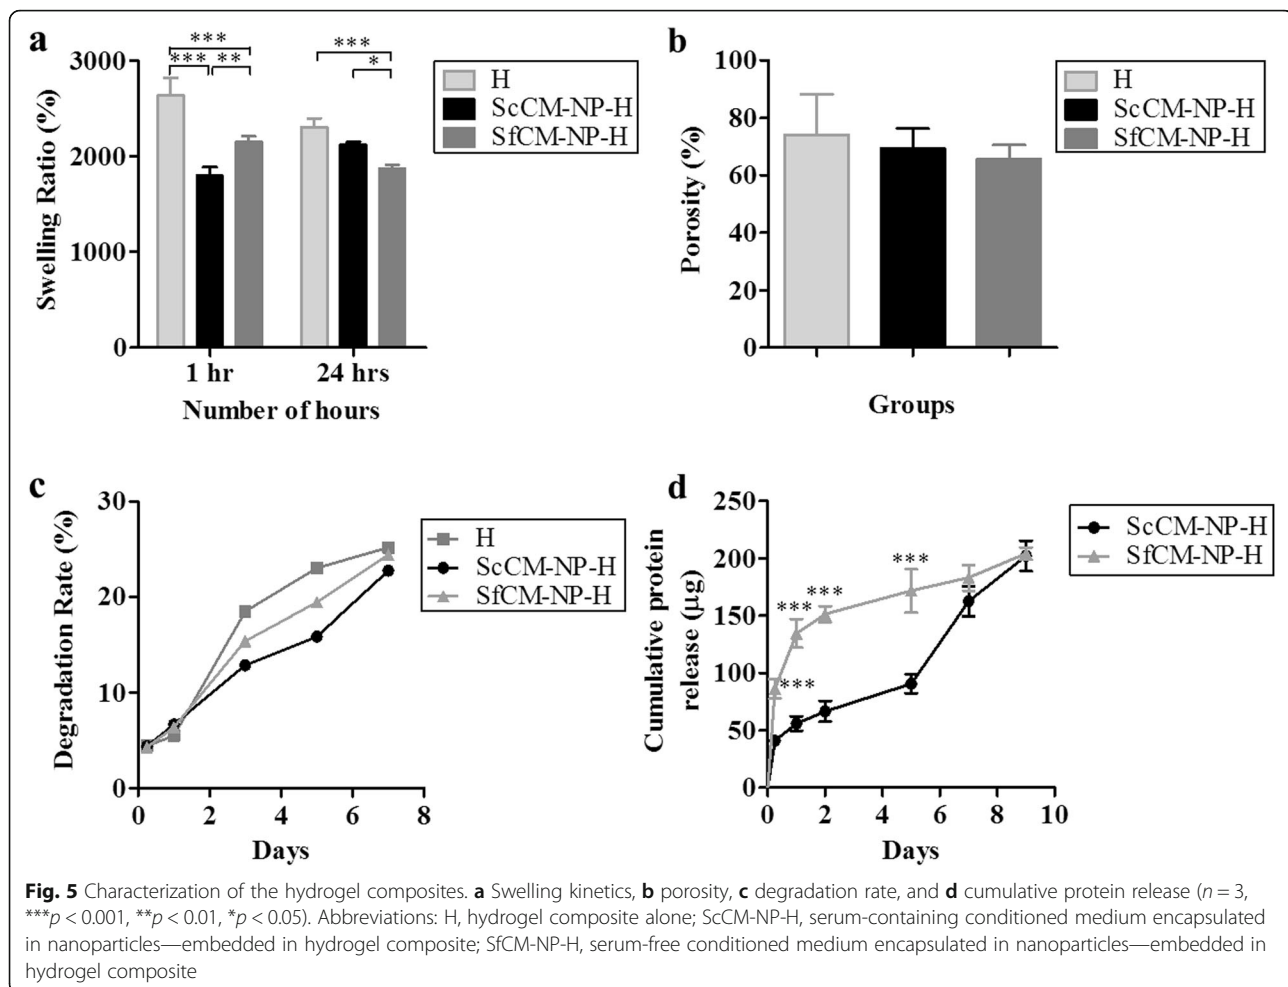 a
***
***
***
**
*
3000
2000
1000
0
Swelling Ratio (%)
1 hr
24 hrs
Number of hours
H
ScCM-NP-H
SfCM-NP-H
b
100
80
60
40
20
0
Porosity (%)
Groups
H
ScCM-NP-H
SfCM-NP-H
c
30
20
10
0
Degradation Rate (%)
0 2 4 6 8
Days
H
ScCM-NP-H
SfCM-NP-H
d
250
200
150
100
50
0
Cumulative protein
release (μg)
***
***
***
***
0 2 4 6 8 10
Days
ScCM-NP-H
SfCM-NP-H
Fig. 5 Characterization of the hydrogel composites. a Swelling kinetics, b porosity, c degradation rate, and d cumulative protein release (n = 3,
***p < 0.001, **p < 0.01, *p < 0.05). Abbreviations: H, hydrogel composite alone; ScCM-NP-H, serum-containing conditioned medium encapsulated
in nanoparticles—embedded in hydrogel composite; SfCM-NP-H, serum-free conditioned medium encapsulated in nanoparticles—embedded in
hydrogel composite